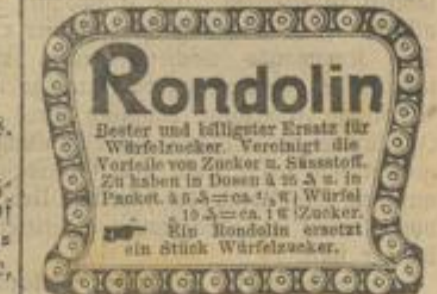 Rondolin
Bester und billigster Ersatz für
Würfelzucker. Vereinigt die
Vorteile von Zucker u. Süssstoff.
Zu haben in Dosen à 25 ₰ u. in
Packet. à 5 ₰ = ca. ½ ℔ Würfel
„ 10 ₰ = ca. 1 ℔ Zucker.
Ein Rondolin ersetzt
ein Stück Würfelzucker.